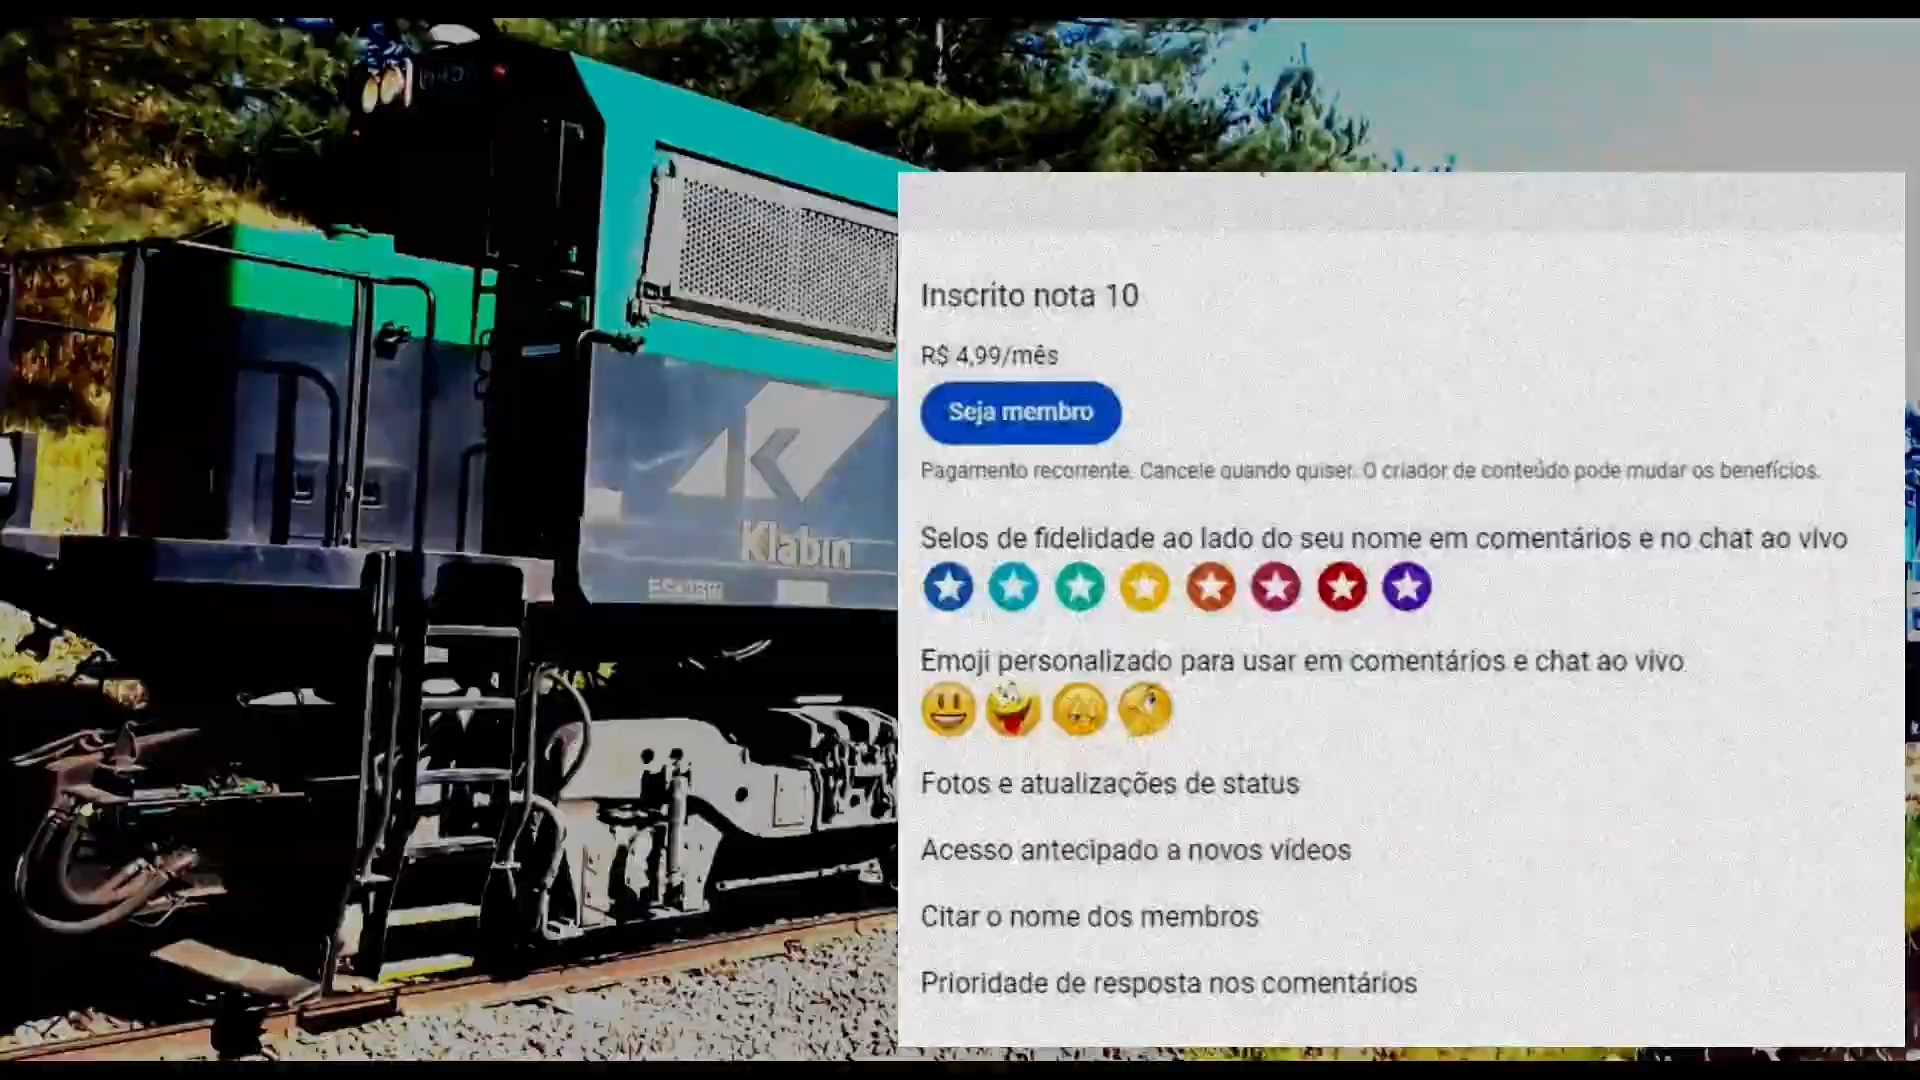 Klabin
Inscrito nota 10
R$ 4,99/mês
Seja membro
Pagamento recorrente. Cancele quando quiser. O criador de conteúdo pode mudar os benefícios.
Selos de fidelidade ao lado do seu nome em comentários e no chat ao vivo
Emoji personalizado para usar em comentários e chat ao vivo
Fotos e atualizações de status
Acesso antecipado a novos vídeos
Citar o nome dos membros
Prioridade de resposta nos comentários